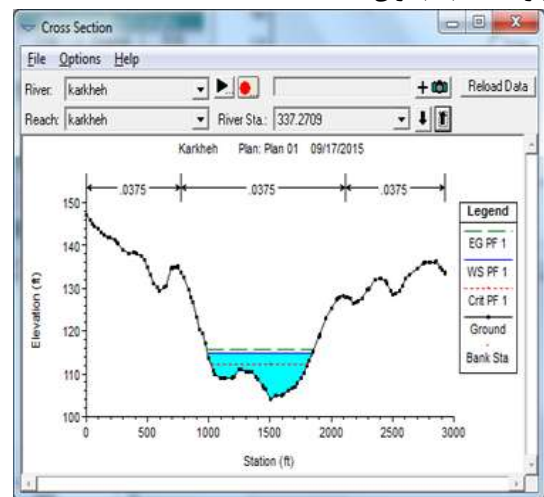 Cross Section
File Options Help
River: karkheh
Reload Data
Reach: karkheh River Sta.: 337.2709
Karkheh Plan: Plan 01 09/17/2015
.0375 .0375 .0375
150
140
130
120
110
100
Elevation (ft)
0 500 1000 1500 2000 2500 3000
Station (ft)
Legend
EG PF 1
WS PF 1
Crit PF 1
Ground
Bank Sta